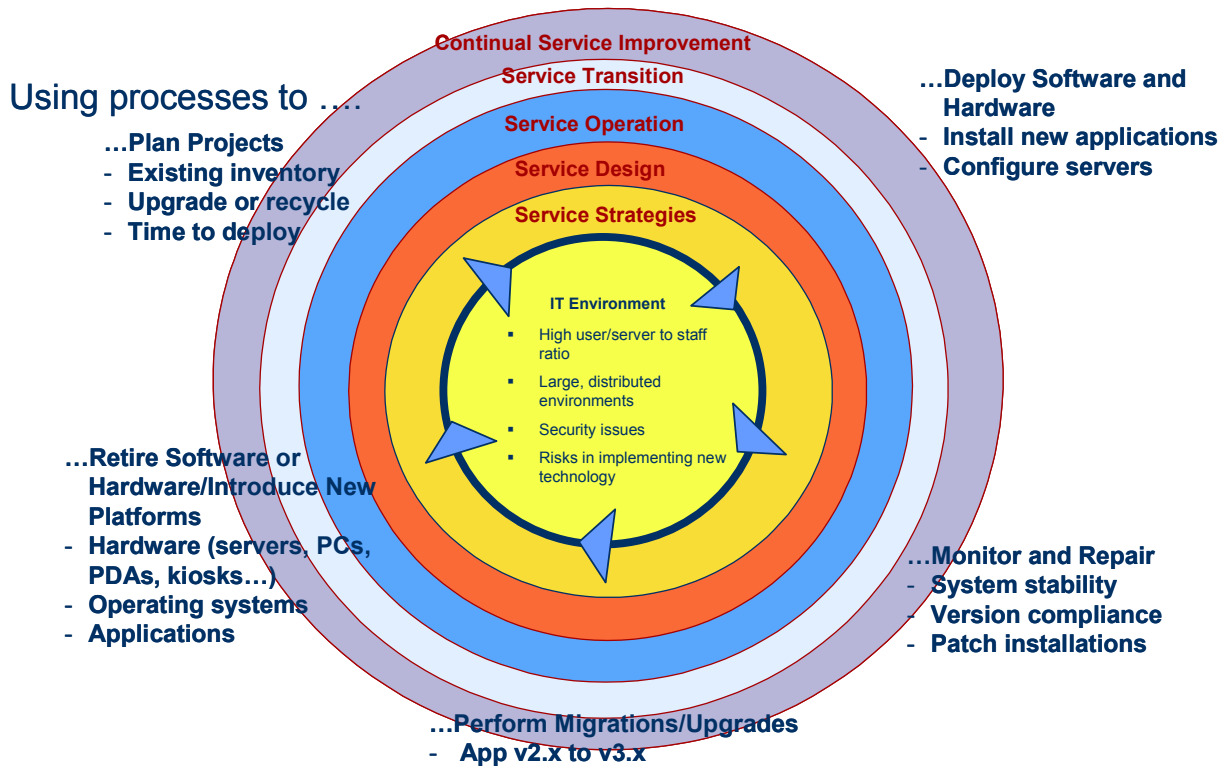 Continual Service Improvement
Service Transition
Service Operation
Service Design
Service Strategies
Using processes to ….
…Plan Projects
- Existing inventory
- Upgrade or recycle
- Time to deploy
…Deploy Software and
Hardware
- Install new applications
- Configure servers
IT Environment
▪ High user/server to staff
ratio
▪ Large, distributed
environments
▪ Security issues
▪ Risks in implementing new
technology
…Retire Software or
Hardware/Introduce New
Platforms
- Hardware (servers, PCs,
PDAs, kiosks…)
- Operating systems
- Applications
…Monitor and Repair
- System stability
- Version compliance
- Patch installations
…Perform Migrations/Upgrades
- App v2.x to v3.x